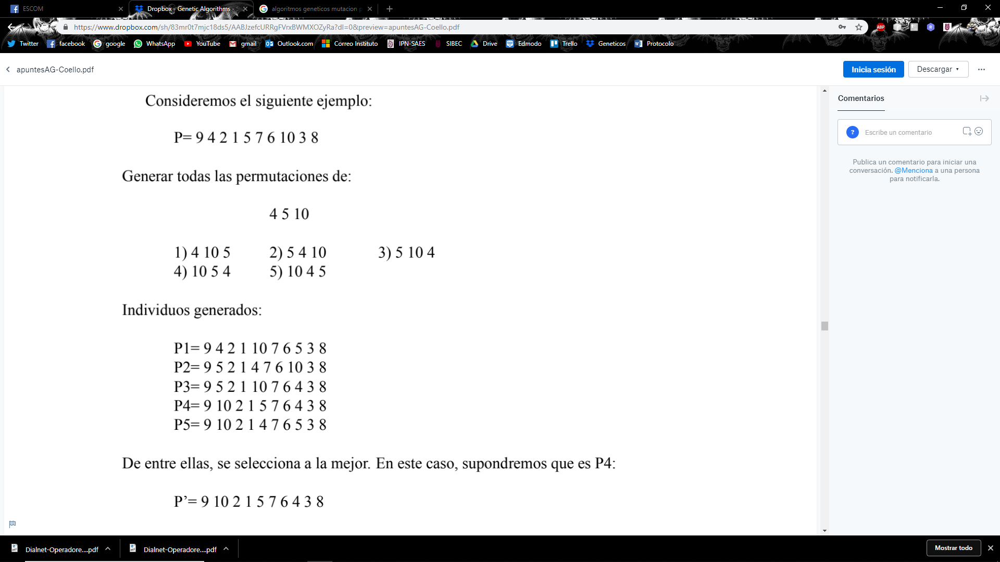 ESCOM
Dropbox - Genetic Algorithms -
algoritmos geneticos mutacion p
https://www.dropbox.com/sh/83mr0t7mjc18ds5/AABJzefcURRgFVrxBWMXOZyRa?dl=0&preview=apuntesAG-Coello.pdf
ABP
R
Twitter facebook google WhatsApp YouTube gmail Outlook.com Correo Instituto IPN-SAES SIBEC Drive Edmodo Trello Geneticos Protocolo
apuntesAG-Coello.pdf
Inicia sesión
Descargar
Consideremos el siguiente ejemplo:
P= 9 4 2 1 5 7 6 10 3 8
Generar todas las permutaciones de:
4 5 10
1) 4 10 5 2) 5 4 10 3) 5 10 4
4) 10 5 4 5) 10 4 5
Individuos generados:
P1= 9 4 2 1 10 7 6 5 3 8
P2= 9 5 2 1 4 7 6 10 3 8
P3= 9 5 2 1 10 7 6 4 3 8
P4= 9 10 2 1 5 7 6 4 3 8
P5= 9 10 2 1 4 7 6 5 3 8
De entre ellas, se selecciona a la mejor. En este caso, supondremos que es P4:
P’= 9 10 2 1 5 7 6 4 3 8
Comentarios
?
Escribe un comentario
Publica un comentario para iniciar una
conversación. @Menciona a una persona
para notificarla.
Dialnet-Operadore....pdf
Dialnet-Operadore....pdf
Mostrar todo